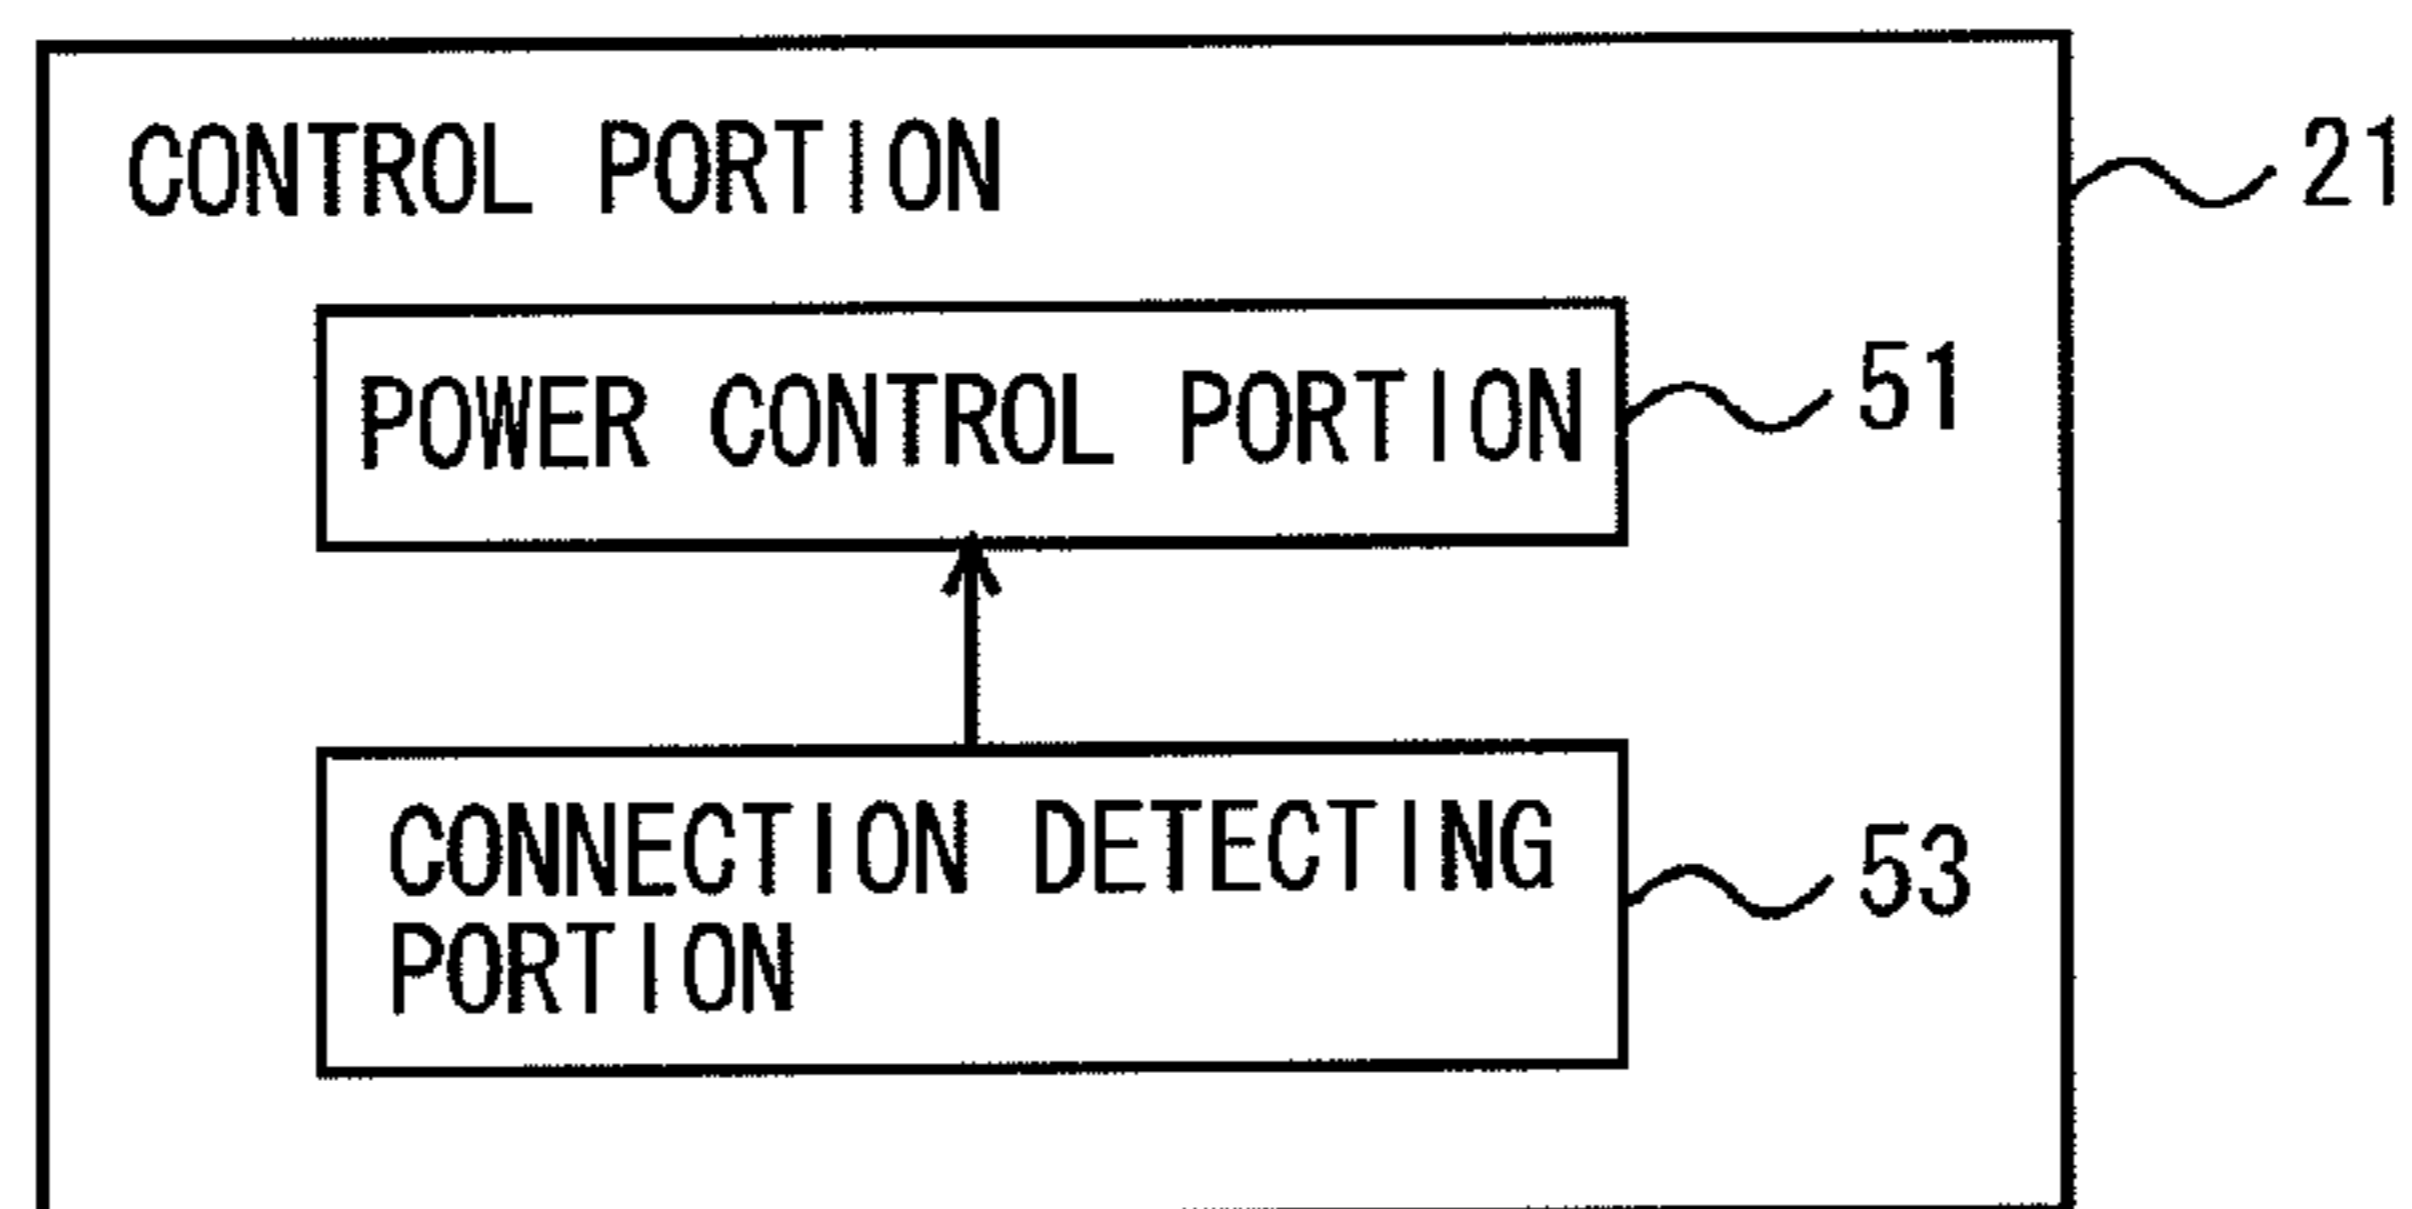 CONTROL PORTION
21
POWER CONTROL PORTION
51
CONNECTION DETECTING
PORTION
53